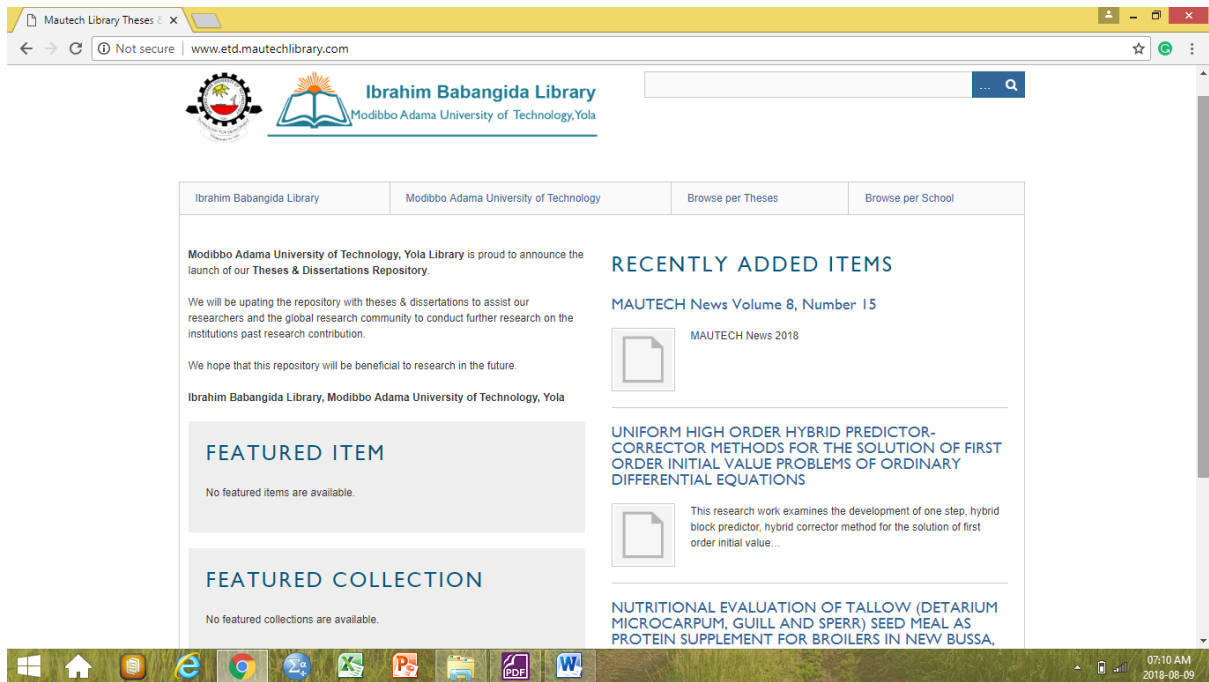 Mautech Library Theses &
Not secure
www.etd.mautechlibrary.com
Ibrahim Babangida Library
Modibbo Adama University of Technology,Yola
...
Ibrahim Babangida Library
Modibbo Adama University of Technology
Browse per Theses
Browse per School
Modibbo Adama University of Technology, Yola Library is proud to announce the
launch of our Theses & Dissertations Repository.
We will be upating the repository with theses & dissertations to assist our
researchers and the global research community to conduct further research on the
institutions past research contribution.
We hope that this repository will be beneficial to research in the future.
Ibrahim Babangida Library, Modibbo Adama University of Technology, Yola
FEATURED ITEM
No featured items are available.
FEATURED COLLECTION
No featured collections are available.
RECENTLY ADDED ITEMS
MAUTECH News Volume 8, Number 15
MAUTECH News 2018
UNIFORM HIGH ORDER HYBRID PREDICTOR-
CORRECTOR METHODS FOR THE SOLUTION OF FIRST
ORDER INITIAL VALUE PROBLEMS OF ORDINARY
DIFFERENTIAL EQUATIONS
This research work examines the development of one step, hybrid
block predictor, hybrid corrector method for the solution of first
order initial value…
NUTRITIONAL EVALUATION OF TALLOW (DETARIUM
MICROCARPUM, GUILL AND SPERR) SEED MEAL AS
PROTEIN SUPPLEMENT FOR BROILERS IN NEW BUSSA,
PDF
07:10 AM
2018-08-09